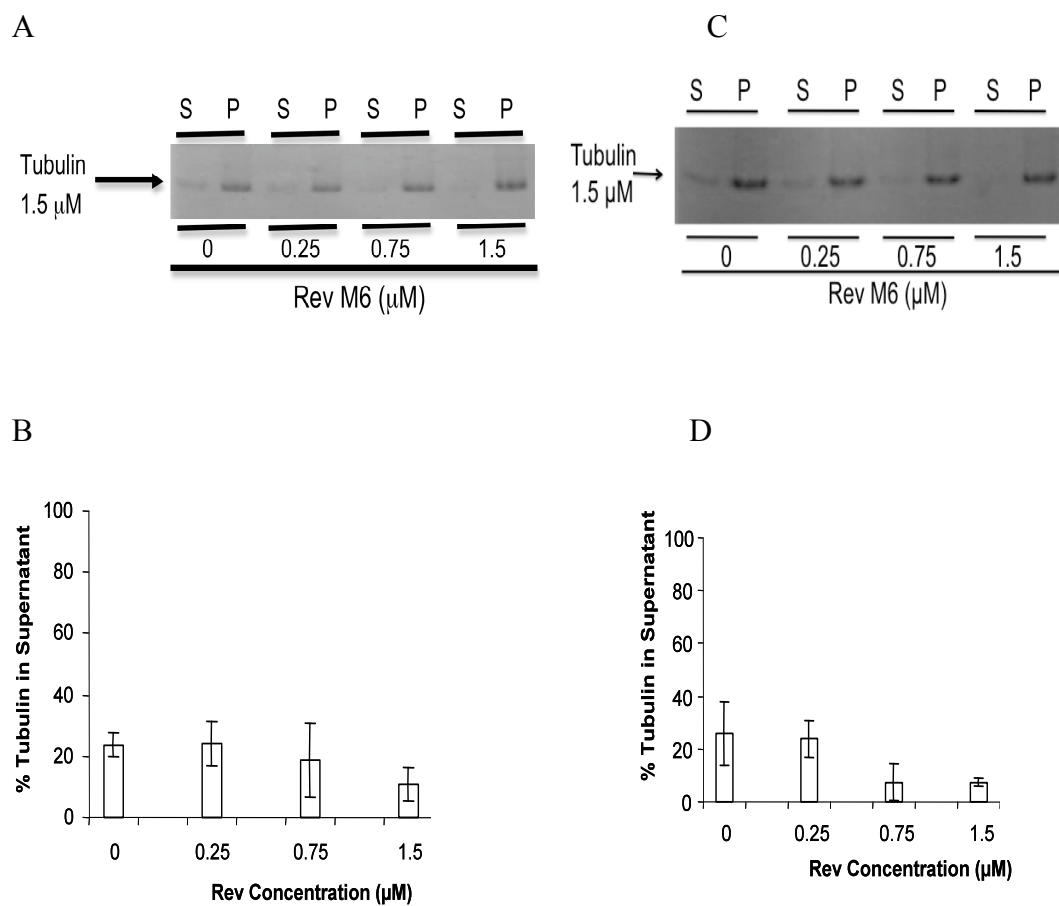 A
S P S P S P S P
Tubulin
1.5 μM
0 0.25 0.75 1.5
Rev M6 (μM)
C
S P S P S P S P
Tubulin
1.5 μM
0 0.25 0.75 1.5
Rev M6 (μM)
B
% Tubulin in Supernatant
100
80
60
40
20
0
0 0.25 0.75 1.5
Rev Concentration (μM)
D
% Tubulin in Supernatant
100
80
60
40
20
0
0 0.25 0.75 1.5
Rev Concentration (μM)